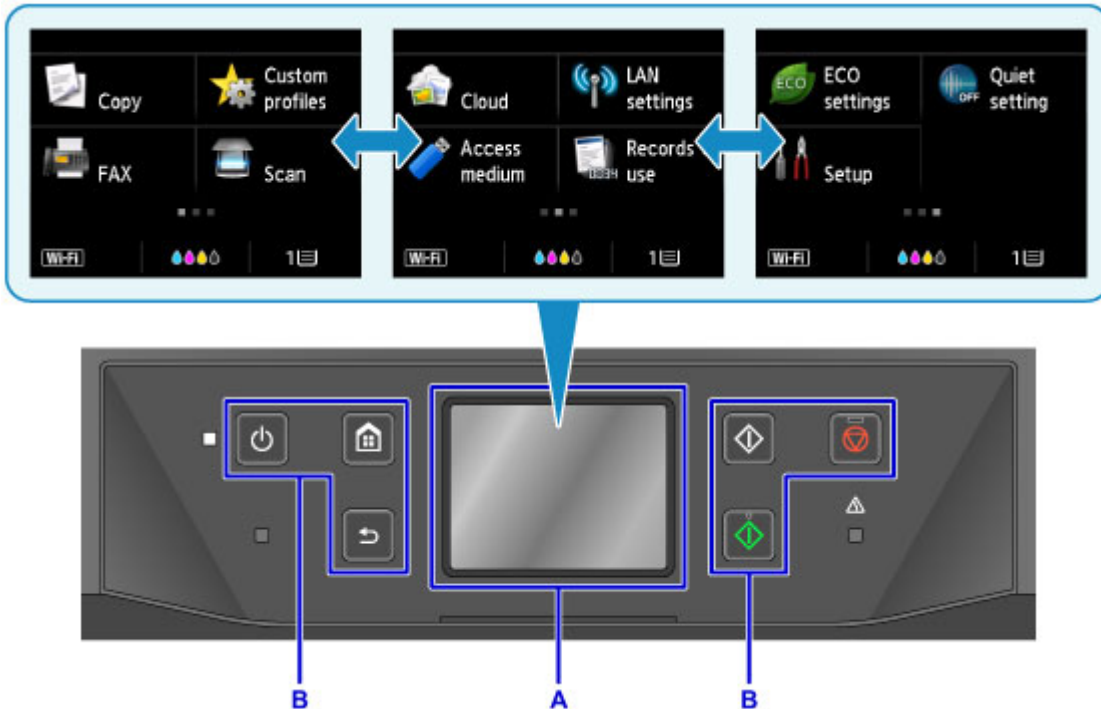 Copy
Custom
profiles
FAX
Scan
Wi-Fi
1
Cloud
LAN
settings
Access
medium
Records
use
Wi-Fi
1
ECO
ECO
settings
OFF
Quiet
setting
Setup
Wi-Fi
1
B
A
B